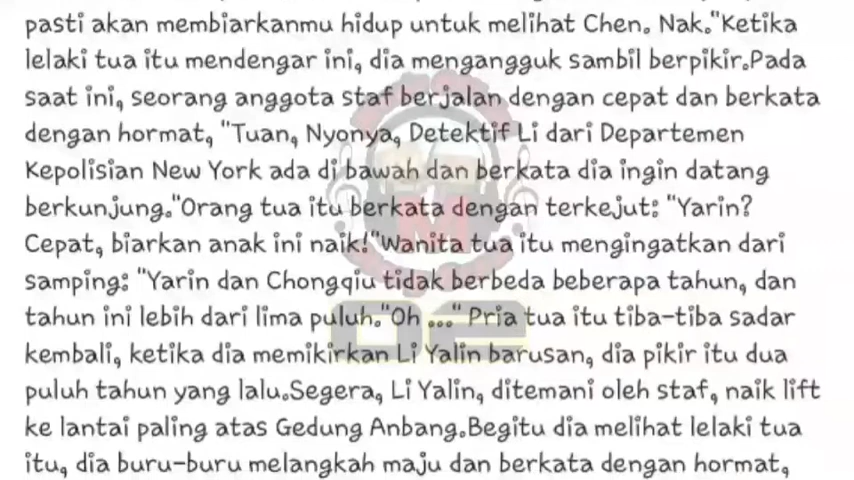 pasti akan membiarkanmu hidup untuk melihat Chen. Nak."Ketika
lelaki tua itu mendengar ini, dia mengangguk sambil berpikir.Pada
saat ini, seorang anggota staf berjalan dengan cepat dan berkata
dengan hormat, "Tuan, Nyonya, Detektif Li dari Departemen
Kepolisian New York ada di bawah dan berkata dia ingin datang
berkunjung."Orang tua itu berkata dengan terkejut: "Yarin?
Cepat, biarkan anak ini naik!"Wanita tua itu mengingatkan dari
samping: "Yarin dan Chongqiu tidak berbeda beberapa tahun, dan
tahun ini lebih dari lima puluh."Oh ..." Pria tua itu tiba-tiba sadar
kembali, ketika dia memikirkan Li Yalin barusan, dia pikir itu dua
puluh tahun yang lalu.Segera, Li Yalin, ditemani oleh staf, naik lift
ke lantai paling atas Gedung Anbang.Begitu dia melihat lelaki tua
itu, dia buru-buru melangkah maju dan berkata dengan hormat,